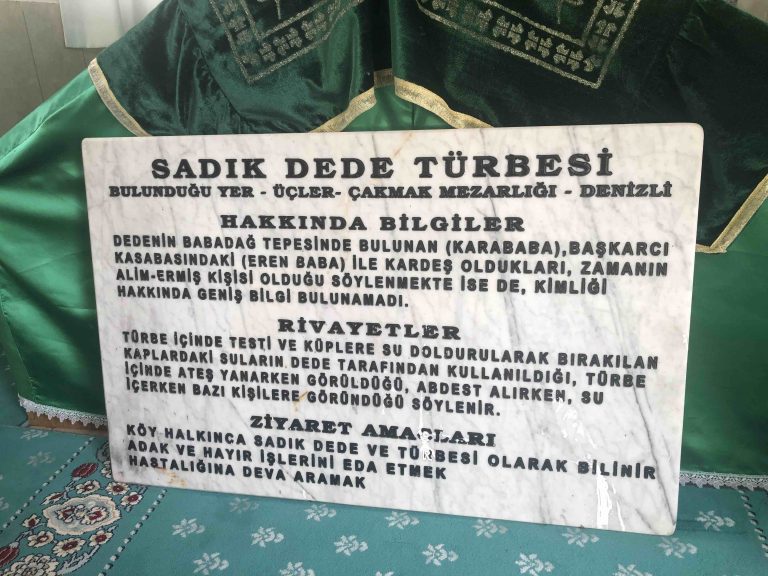 SADIK DEDE TÜRBESİ
BULUNDUĞU YER - ÜÇLER- ÇAKMAK MEZARLIĞI - DENİZLİ
HAKKINDA BİLGİLER
DEDENİN BABADAĞ TEPESİNDE BULUNAN (KARABABA),BAŞKARCI
KASABASINDAKİ (EREN BABA) İLE KARDEŞ OLDUKLARI, ZAMANIN
ALİM-ERMİŞ KİŞİSİ OLDUĞU SÖYLENMEKTE İSE DE, KİMLİĞİ
HAKKINDA GENİŞ BİLGİ BULUNAMADI.
RİVAYETLER
TÜRBE İÇİNDE TESTİ VE KÜPLERE SU DOLDURULARAK BIRAKILAN
KAPLARDAKİ SULARIN DEDE TARAFINDAN KULLANILDIĞI, TÜRBE
İÇİNDE ATEŞ YANARKEN GÖRÜLDÜĞÜ, ABDEST ALIRKEN, SU
İÇERKEN BAZI KİŞİLERE GÖRÜNDÜĞÜ SÖYLENİR.
ZİYARET AMAÇLARI
KÖY HALKINCA SADIK DEDE VE TÜRBESİ OLARAK BİLİNİR
ADAK VE HAYIR İŞLERİNİ EDA ETMEK
HASTALIĞINA DEVA ARAMAK